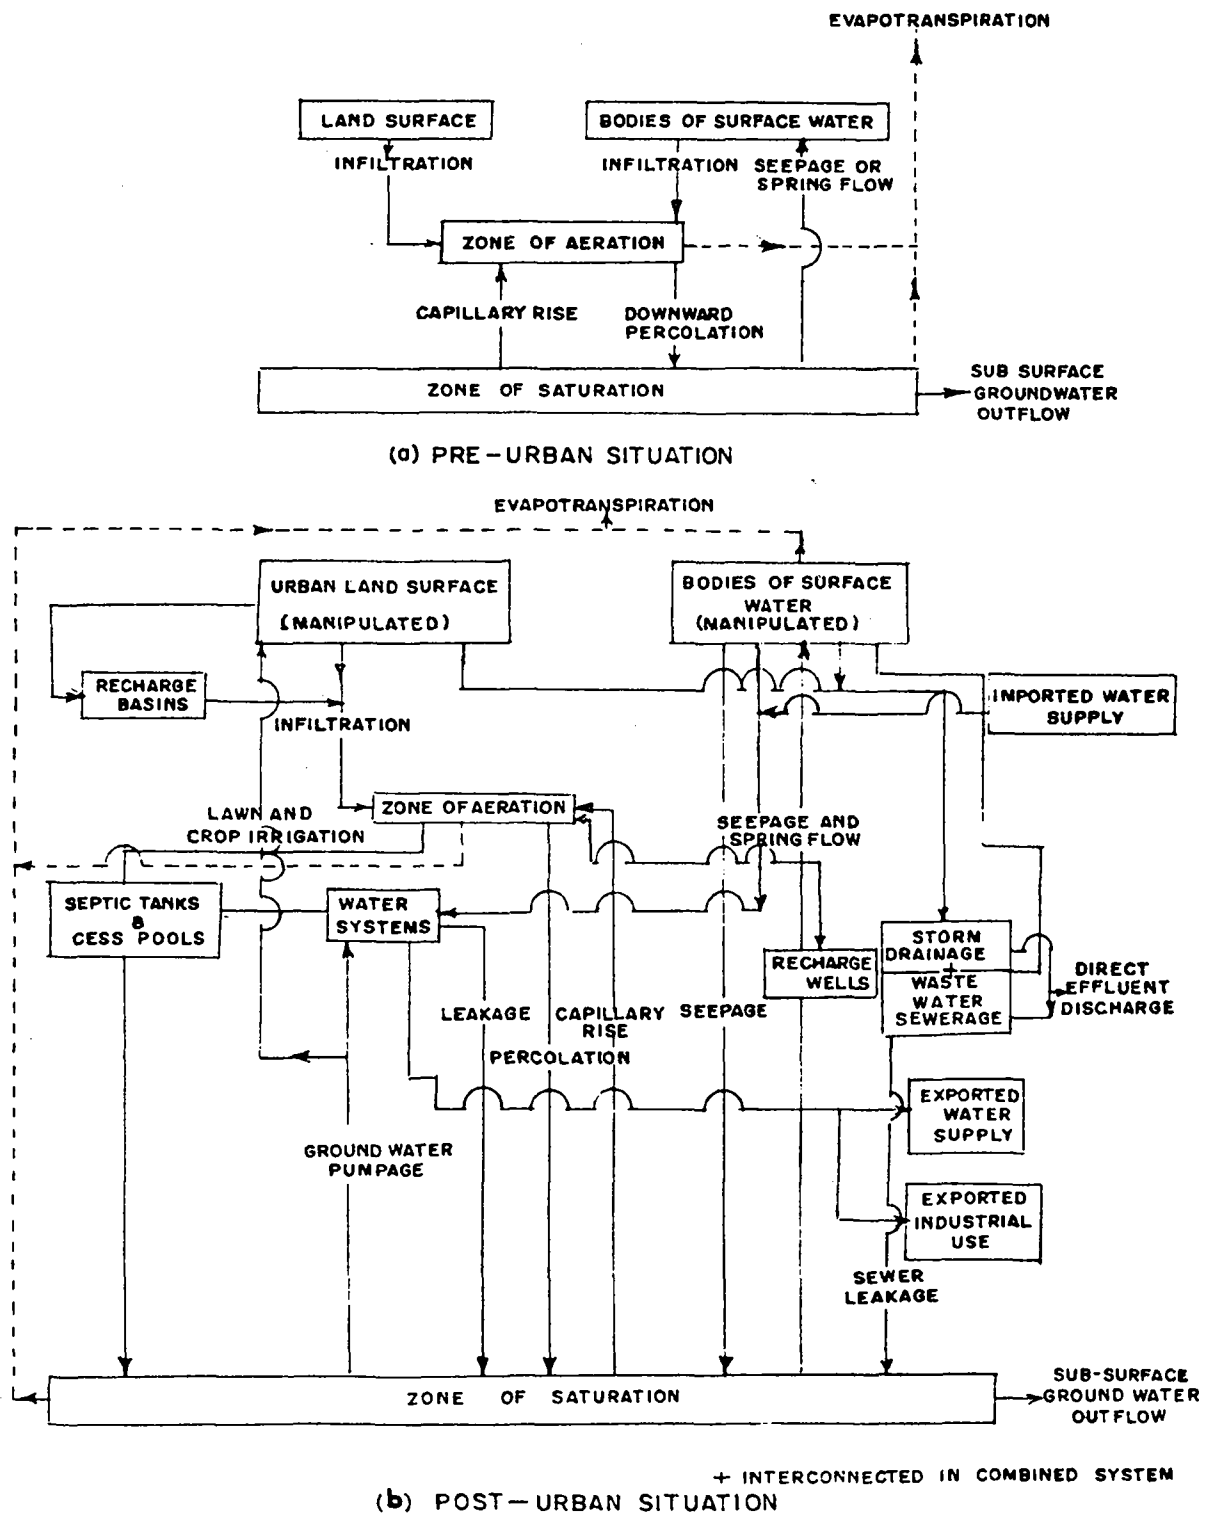 EVAPOTRANSPIRATION
LAND SURFACE
BODIES OF SURFACE WATER
INFILTRATION
INFILTRATION
SEEPAGE OR
SPRING FLOW
ZONE OF AERATION
CAPILLARY RISE
DOWNWARD
PERCOLATION
ZONE OF SATURATION
SUB SURFACE
GROUNDWATER
OUTFLOW
(a) PRE-URBAN SITUATION
EVAPOTRANSPIRATION
URBAN LAND SURFACE
(MANIPULATED)
BODIES OF SURFACE
WATER
(MANIPULATED)
RECHARGE
BASINS
INFILTRATION
IMPORTED WATER
SUPPLY
ZONE OF AERATION
LAWN AND
CROP IRRIGATION
SEEPAGE AND
SPRING FLOW
SEPTIC TANKS
&
CESS POOLS
WATER
SYSTEMS
RECHARGE
WELLS
STORM
DRAINAGE
+
WASTE
WATER
SEWERAGE
DIRECT
EFFLUENT
DISCHARGE
LEAKAGE
CAPILLARY
RISE
SEEPAGE
PERCOLATION
EXPORTED
WATER
SUPPLY
GROUND WATER
PUMPAGE
EXPORTED
INDUSTRIAL
USE
SEWER
LEAKAGE
ZONE OF SATURATION
SUB-SURFACE
GROUND WATER
OUTFLOW
+ INTERCONNECTED IN COMBINED SYSTEM
(b) POST-URBAN SITUATION